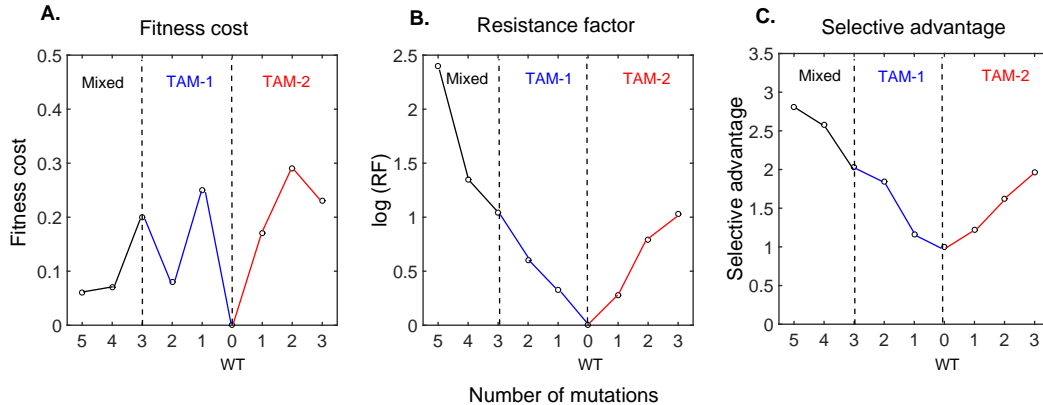 A.
Fitness cost
Mixed TAM-1 TAM-2
Fitness cost
0.5
0.4
0.3
0.2
0.1
0
5 4 3 2 1 0 1 2 3
WT
B.
Resistance factor
Mixed TAM-1 TAM-2
log (RF)
2.5
2
1.5
1
0.5
0
5 4 3 2 1 0 1 2 3
WT
C.
Selective advantage
Mixed TAM-1 TAM-2
Selective advantage
3.5
3
2.5
2
1.5
1
0.5
0
5 4 3 2 1 0 1 2 3
WT
Number of mutations